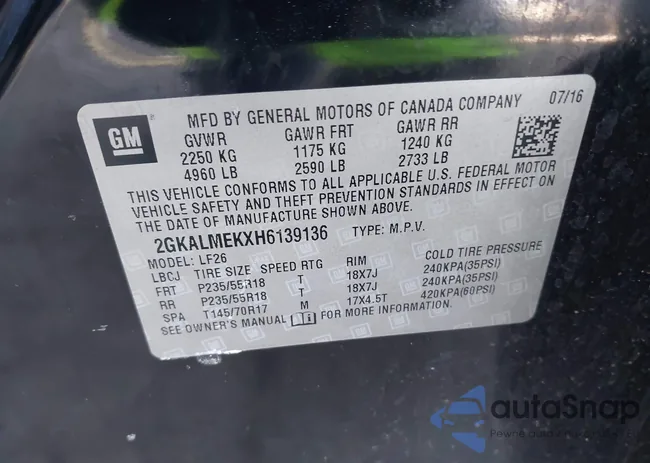 GM
MFD BY GENERAL MOTORS OF CANADA COMPANY 07/16
GVWR GAWR FRT GAWR RR
2250 KG 1175 KG 1240 KG
4960 LB 2590 LB 2733 LB
THIS VEHICLE CONFORMS TO ALL APPLICABLE U.S. FEDERAL MOTOR
VEHICLE SAFETY AND THEFT PREVENTION STANDARDS IN EFFECT ON
THE DATE OF MANUFACTURE SHOWN ABOVE.
2GKALMEKXH6139136 TYPE: M.P.V.
MODEL: LF26
LBCJ TIRE SIZE SPEED RTG RIM COLD TIRE PRESSURE
FRT P235/55R18 T 18X7J 240KPA(35PSI)
RR P235/55R18 T 18X7J 240KPA(35PSI)
SPA T145/70R17 M 17X4.5T 420KPA(60PSI)
SEE OWNER'S MANUAL FOR MORE INFORMATION
autoSnap
Pewne auto